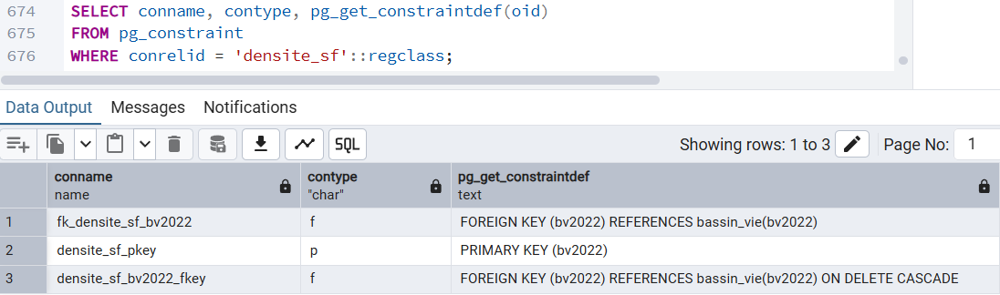 674 SELECT conname, contype, pg_get_constraintdef(oid)
675 FROM pg_constraint
676 WHERE conrelid = 'densite_sf'::regclass;
Data Output Messages Notifications
SQL Showing rows: 1 to 3 Page No: 1
conname contype pg_get_constraintdef
name "char" text
1 fk_densite_sf_bv2022 f FOREIGN KEY (bv2022) REFERENCES bassin_vie(bv2022)
2 densite_sf_pkey p PRIMARY KEY (bv2022)
3 densite_sf_bv2022_fkey f FOREIGN KEY (bv2022) REFERENCES bassin_vie(bv2022) ON DELETE CASCADE